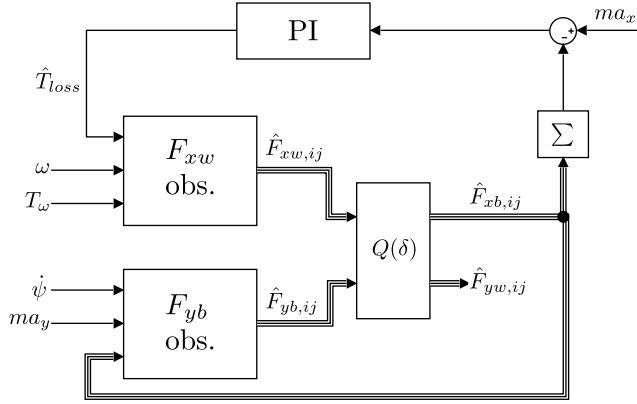 PI
ma_x
-
+
T̂_loss
∑
F_xw
obs.
F̂_xw,ij
ω
T_ω
F̂_xb,ij
Q(δ)
ψ̇
F_yb
obs.
F̂_yb,ij
F̂_yw,ij
ma_y